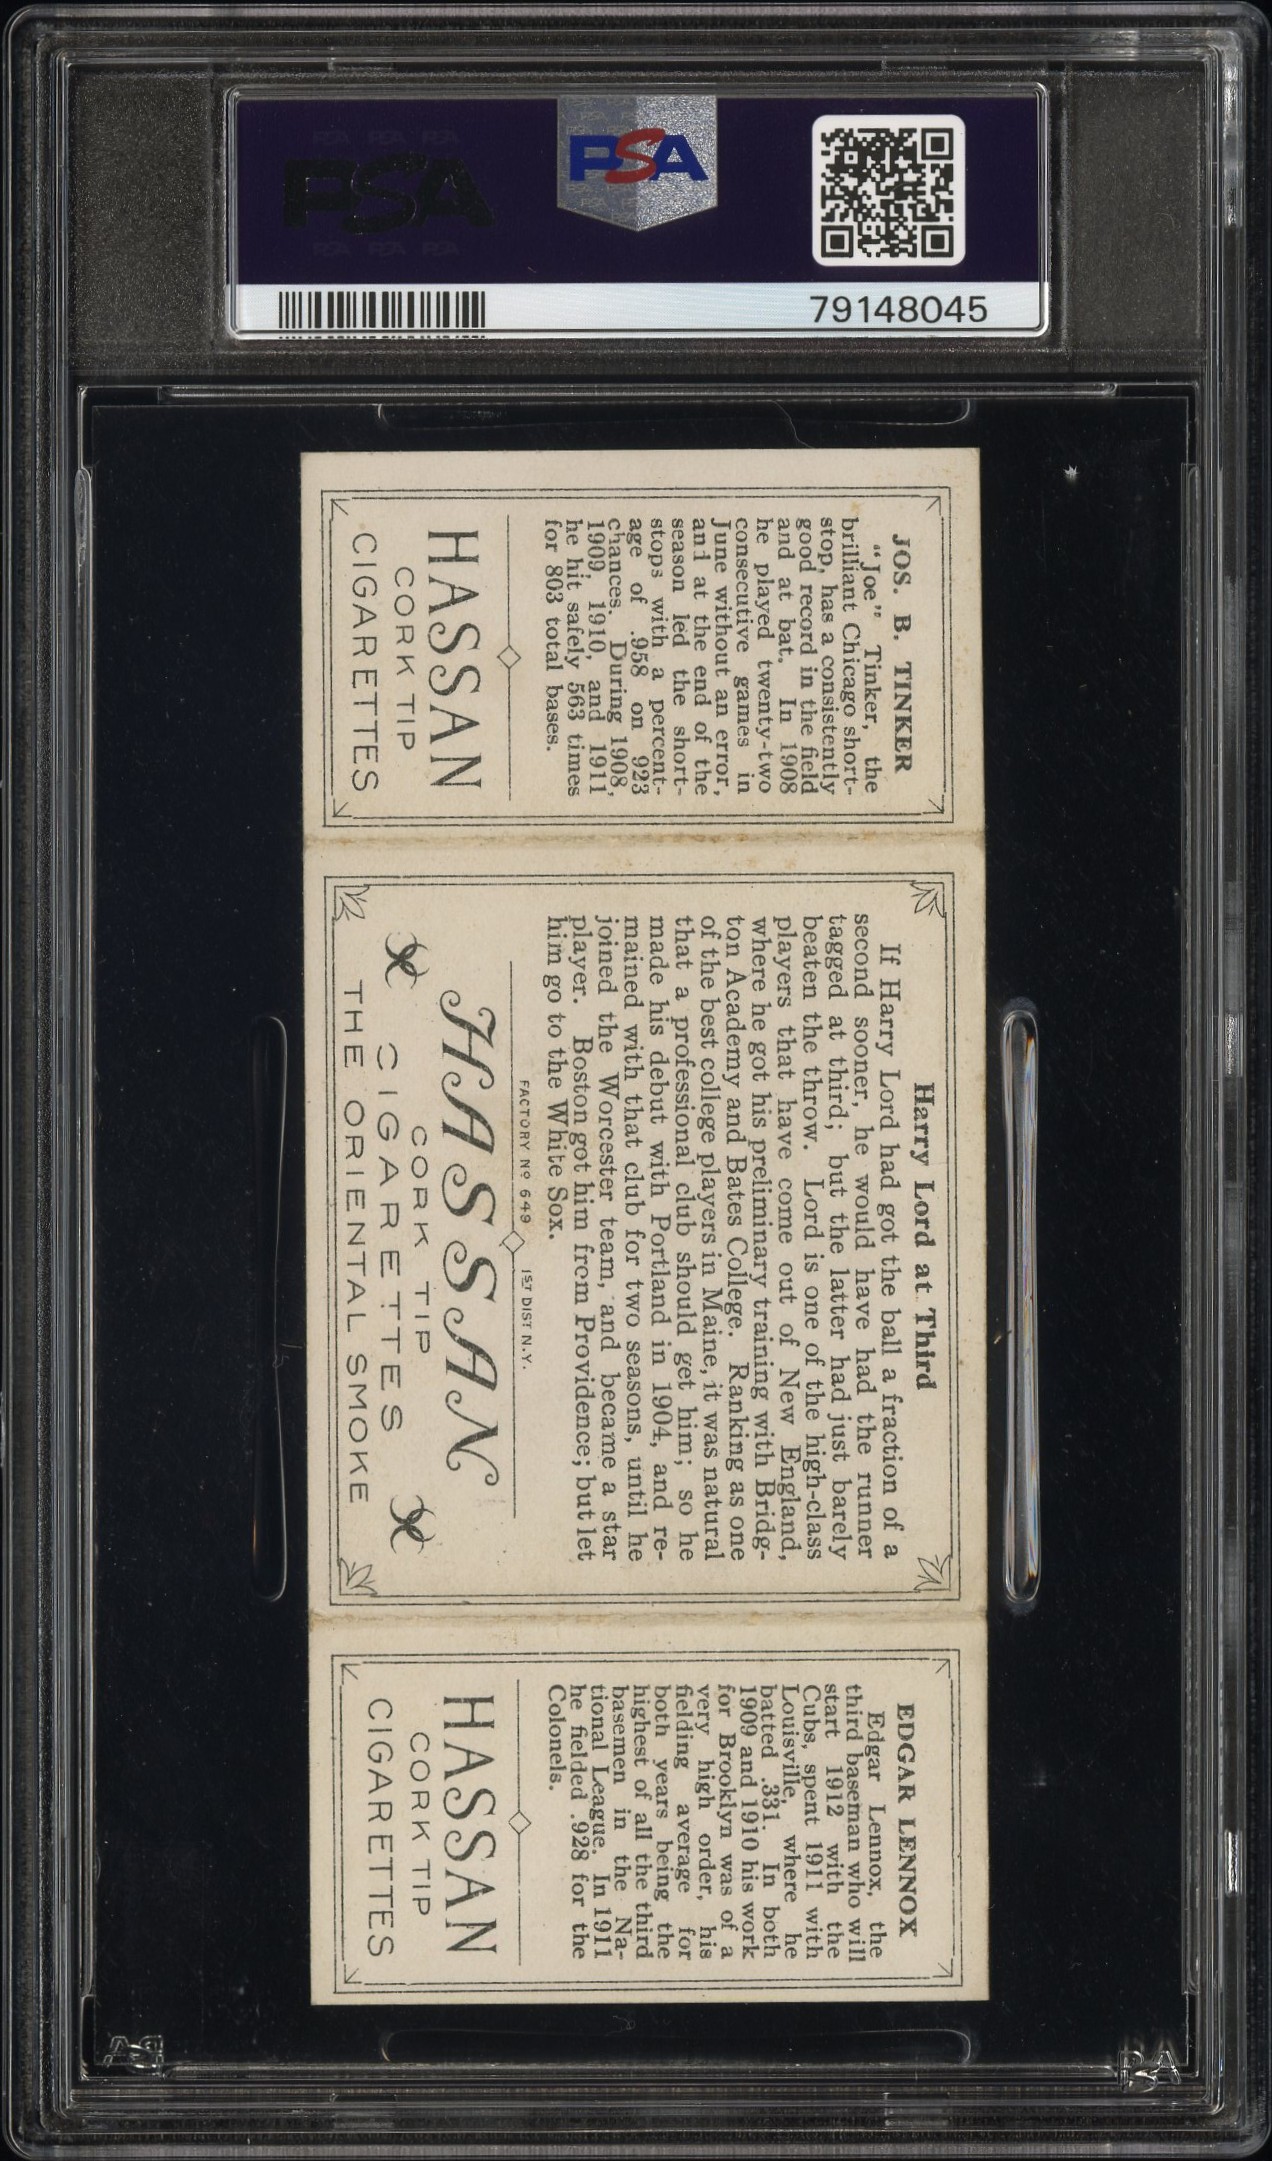 PSA
PSA
79148045
JOS. B. TINKER
"Joe" Tinker, the
brilliant Chicago short-
stop, has a consistently
good record in the field
and at bat. In 1908
he played twenty-two
consecutive games in
June without an error,
and at the end of the
season led the short-
stops with a percent-
age of .958 on 923
chances. During 1908,
1909, 1910, and 1911
he hit safely 563 times
for 803 total bases.
HASSAN
CORK TIP
CIGARETTES
Harry Lord at Third
If Harry Lord had got the ball a fraction of a
second sooner, he would have had the runner
tagged at third; but the latter had just barely
beaten the throw. Lord is one of the high-class
players that have come out of New England,
where he got his preliminary training with Bridg-
ton Academy and Bates College. Ranking as one
of the best college players in Maine, it was natural
that a professional club should get him; so he
made his debut with Portland in 1904, and re-
mained with that club for two seasons, until he
joined the Worcester team, and became a star
player. Boston got him from Providence; but let
him go to the White Sox.
FACTORY Nº 649 1ST DIST N.Y.
HASSAN
CORK TIP
CIGARETTES
THE ORIENTAL SMOKE
EDGAR LENNOX
Edgar Lennox, the
third baseman who will
start 1912 with the
Cubs, spent 1911 with
Louisville, where he
batted .331. In both
1909 and 1910 his work
for Brooklyn was of a
very high order, his
fielding average for
both years being the
highest of all the third
basemen in the Na-
tional League. In 1911
he fielded .928 for the
Colonels.
HASSAN
CORK TIP
CIGARETTES
PSA
PSA